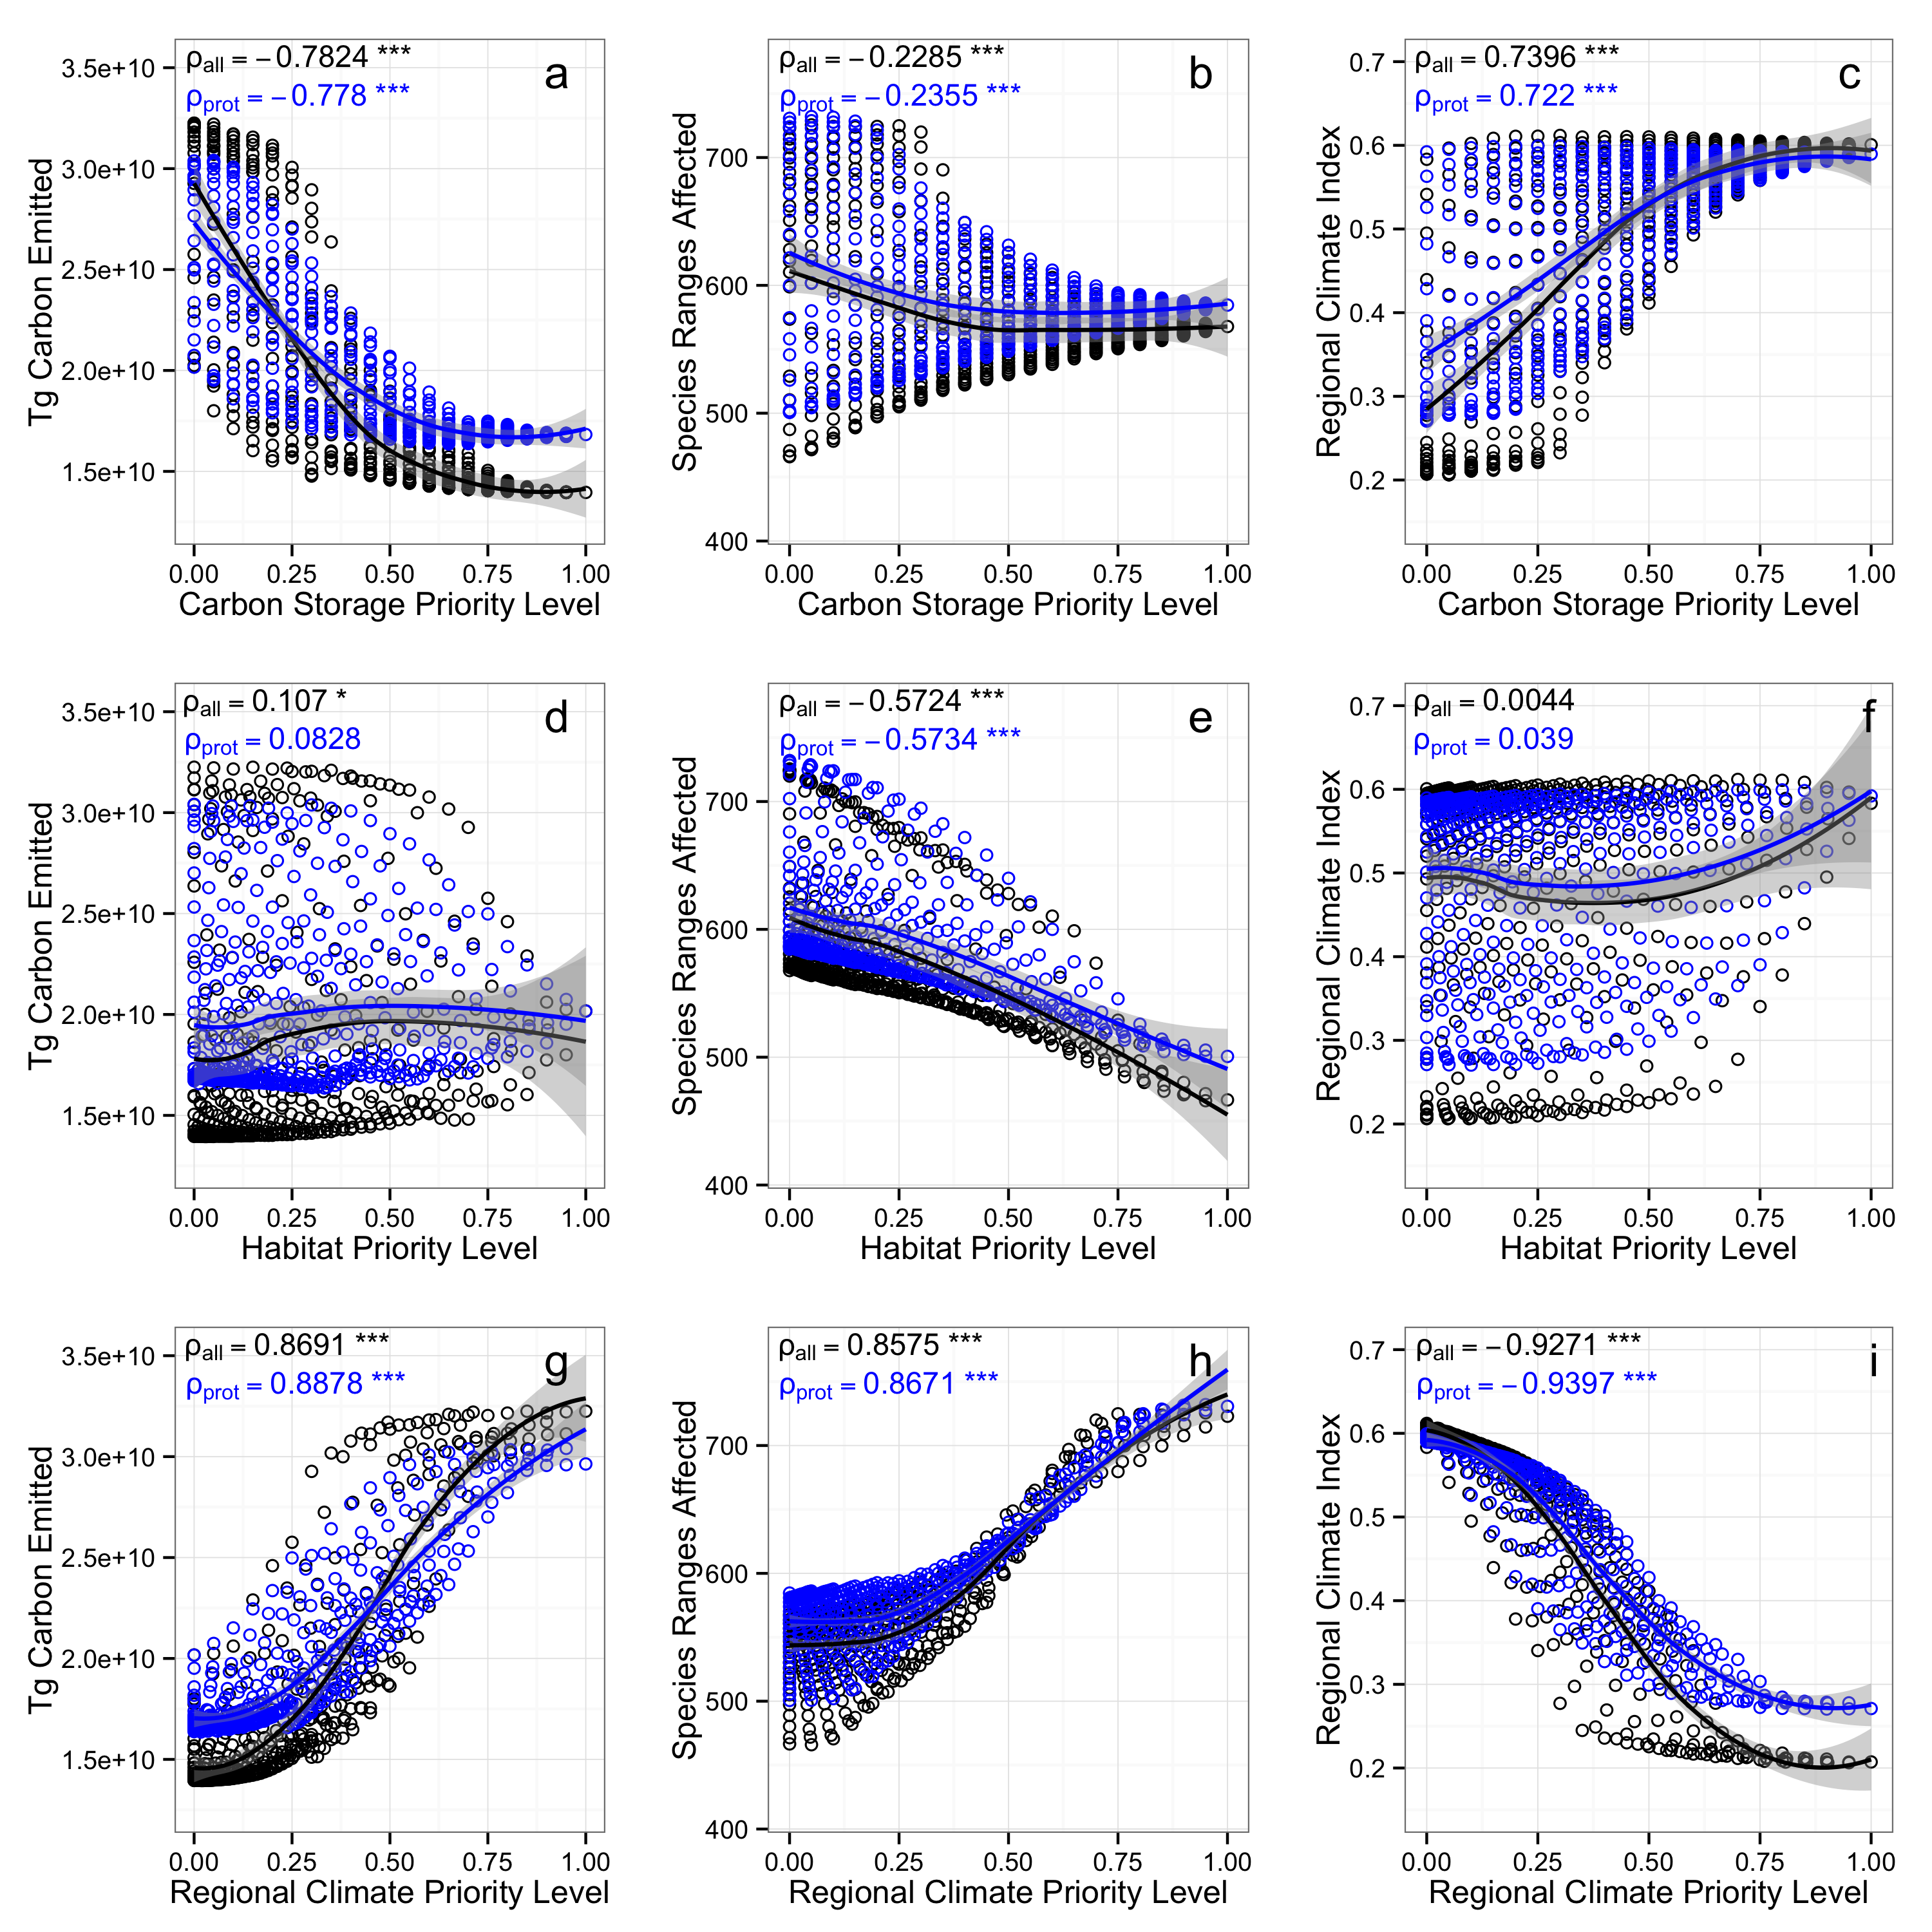 ρall = −0.7824 ***
ρprot = −0.778 ***
a
3.5e+10
3.0e+10
2.5e+10
2.0e+10
1.5e+10
Tg Carbon Emitted
0.00 0.25 0.50 0.75 1.00
Carbon Storage Priority Level
ρall = −0.2285 ***
ρprot = −0.2355 ***
b
700
600
500
400
Species Ranges Affected
0.00 0.25 0.50 0.75 1.00
Carbon Storage Priority Level
ρall = 0.7396 ***
ρprot = 0.722 ***
c
0.7
0.6
0.5
0.4
0.3
0.2
Regional Climate Index
0.00 0.25 0.50 0.75 1.00
Carbon Storage Priority Level
ρall = 0.107 *
ρprot = 0.0828
d
3.5e+10
3.0e+10
2.5e+10
2.0e+10
1.5e+10
Tg Carbon Emitted
0.00 0.25 0.50 0.75 1.00
Habitat Priority Level
ρall = −0.5724 ***
ρprot = −0.5734 ***
e
700
600
500
400
Species Ranges Affected
0.00 0.25 0.50 0.75 1.00
Habitat Priority Level
ρall = 0.0044
ρprot = 0.039
f
0.7
0.6
0.5
0.4
0.3
0.2
Regional Climate Index
0.00 0.25 0.50 0.75 1.00
Habitat Priority Level
ρall = 0.8691 ***
ρprot = 0.8878 ***
g
3.5e+10
3.0e+10
2.5e+10
2.0e+10
1.5e+10
Tg Carbon Emitted
0.00 0.25 0.50 0.75 1.00
Regional Climate Priority Level
ρall = 0.8575 ***
ρprot = 0.8671 ***
h
700
600
500
400
Species Ranges Affected
0.00 0.25 0.50 0.75 1.00
Regional Climate Priority Level
ρall = −0.9271 ***
ρprot = −0.9397 ***
i
0.7
0.6
0.5
0.4
0.3
0.2
Regional Climate Index
0.00 0.25 0.50 0.75 1.00
Regional Climate Priority Level